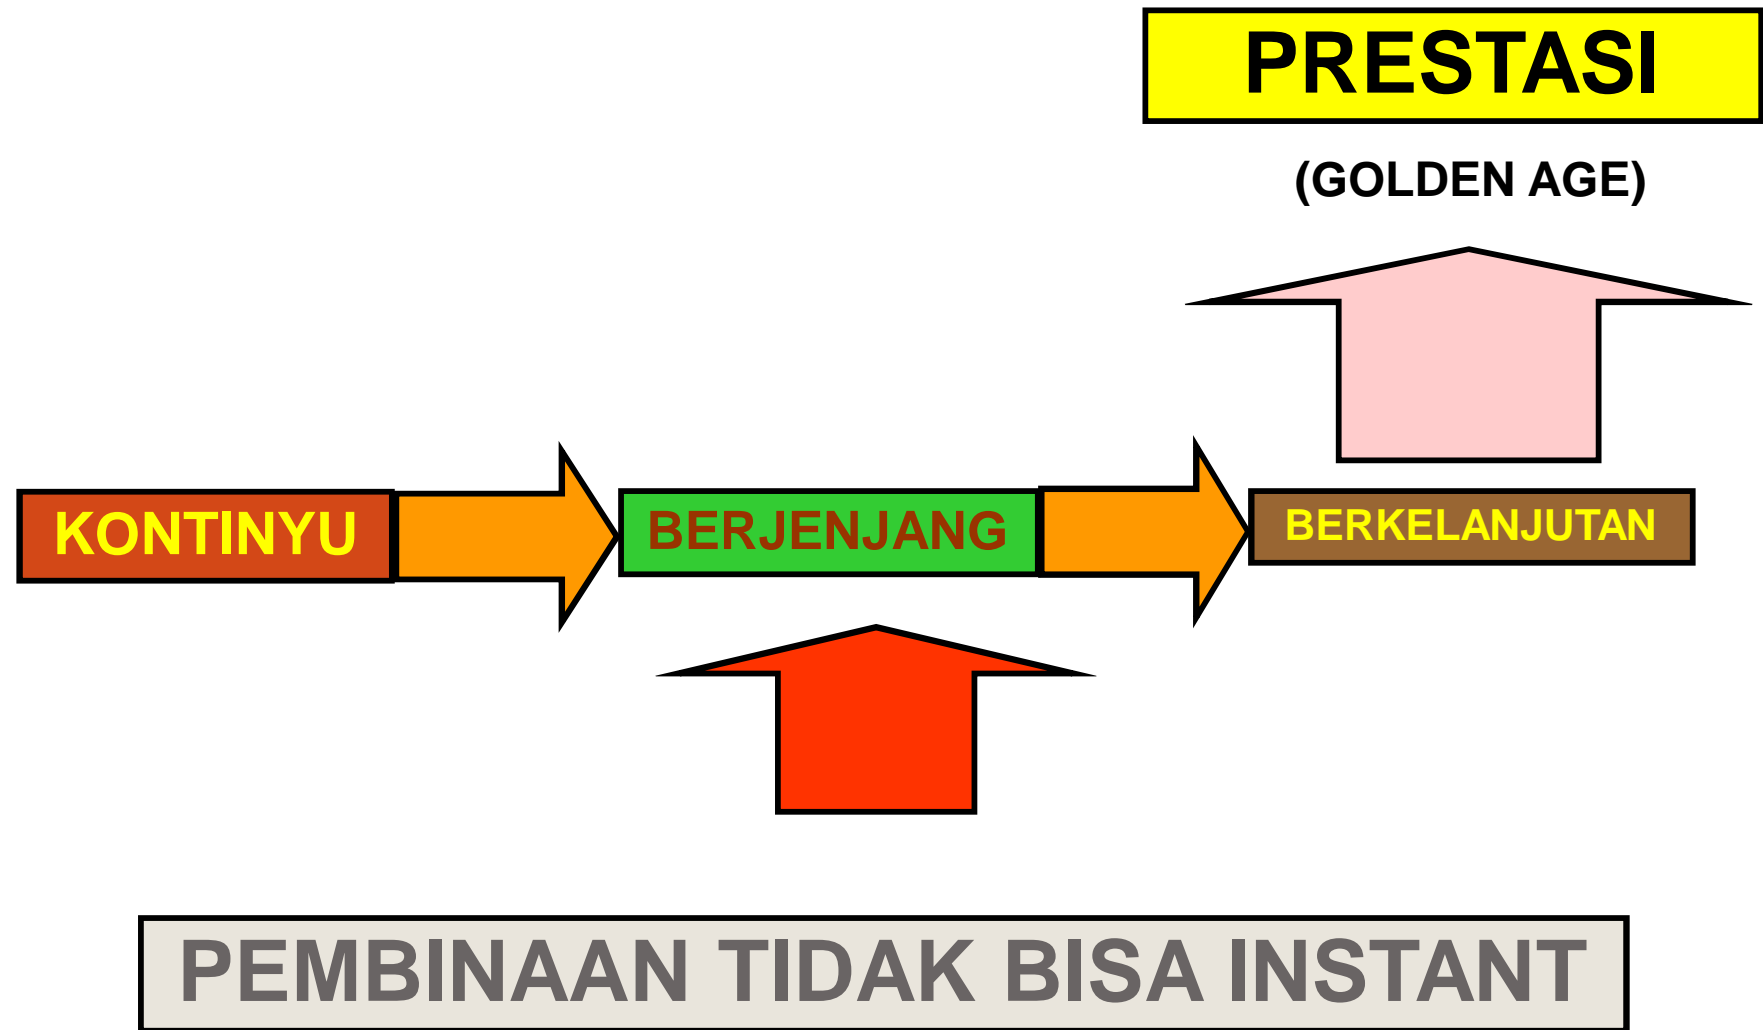 PRESTASI
(GOLDEN AGE)
KONTINYU
BERJENJANG
BERKELANJUTAN
PEMBINAAN TIDAK BISA INSTANT